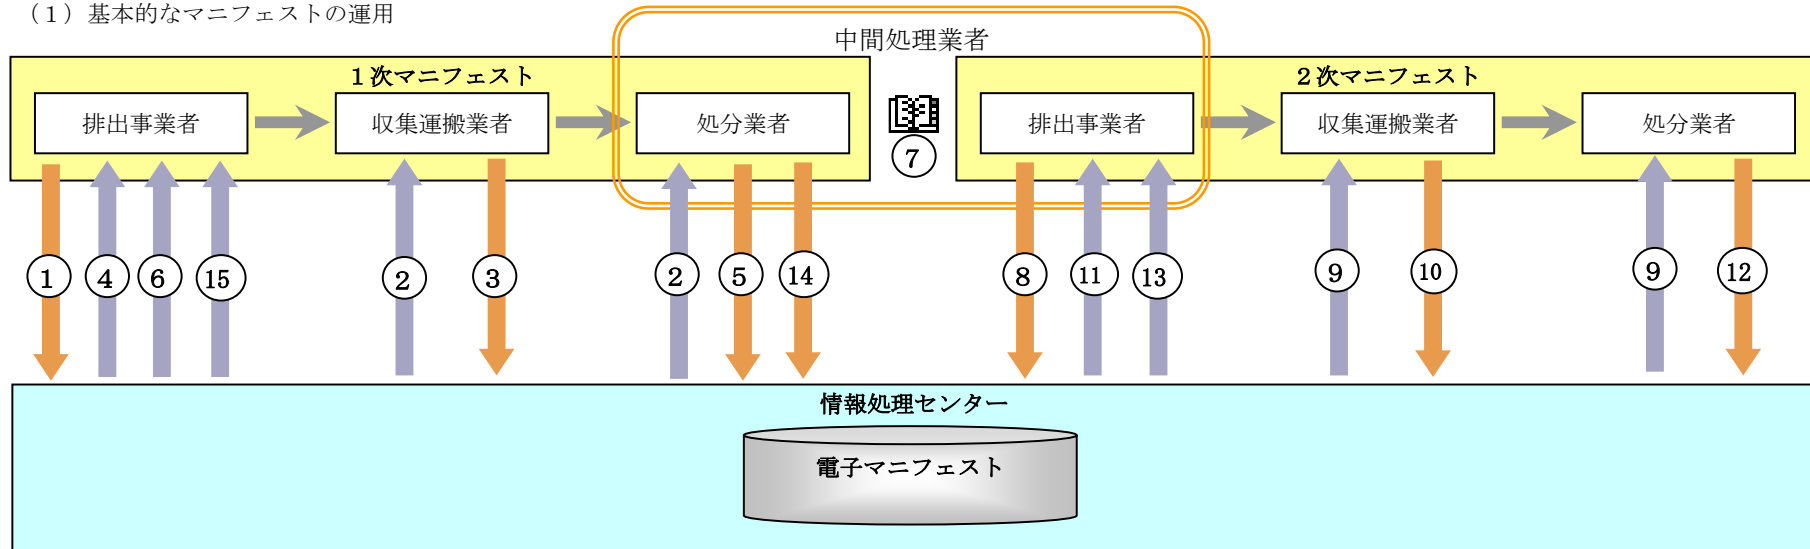 （１）基本的なマニフェストの運用
中間処理業者
１次マニフェスト
２次マニフェスト
排出事業者
収集運搬業者
処分業者
⑦
排出事業者
収集運搬業者
処分業者
① ④ ⑥ ⑮ ② ③ ② ⑤ ⑭ ⑧ ⑪ ⑬ ⑨ ⑩ ⑨ ⑫
情報処理センター
電子マニフェスト